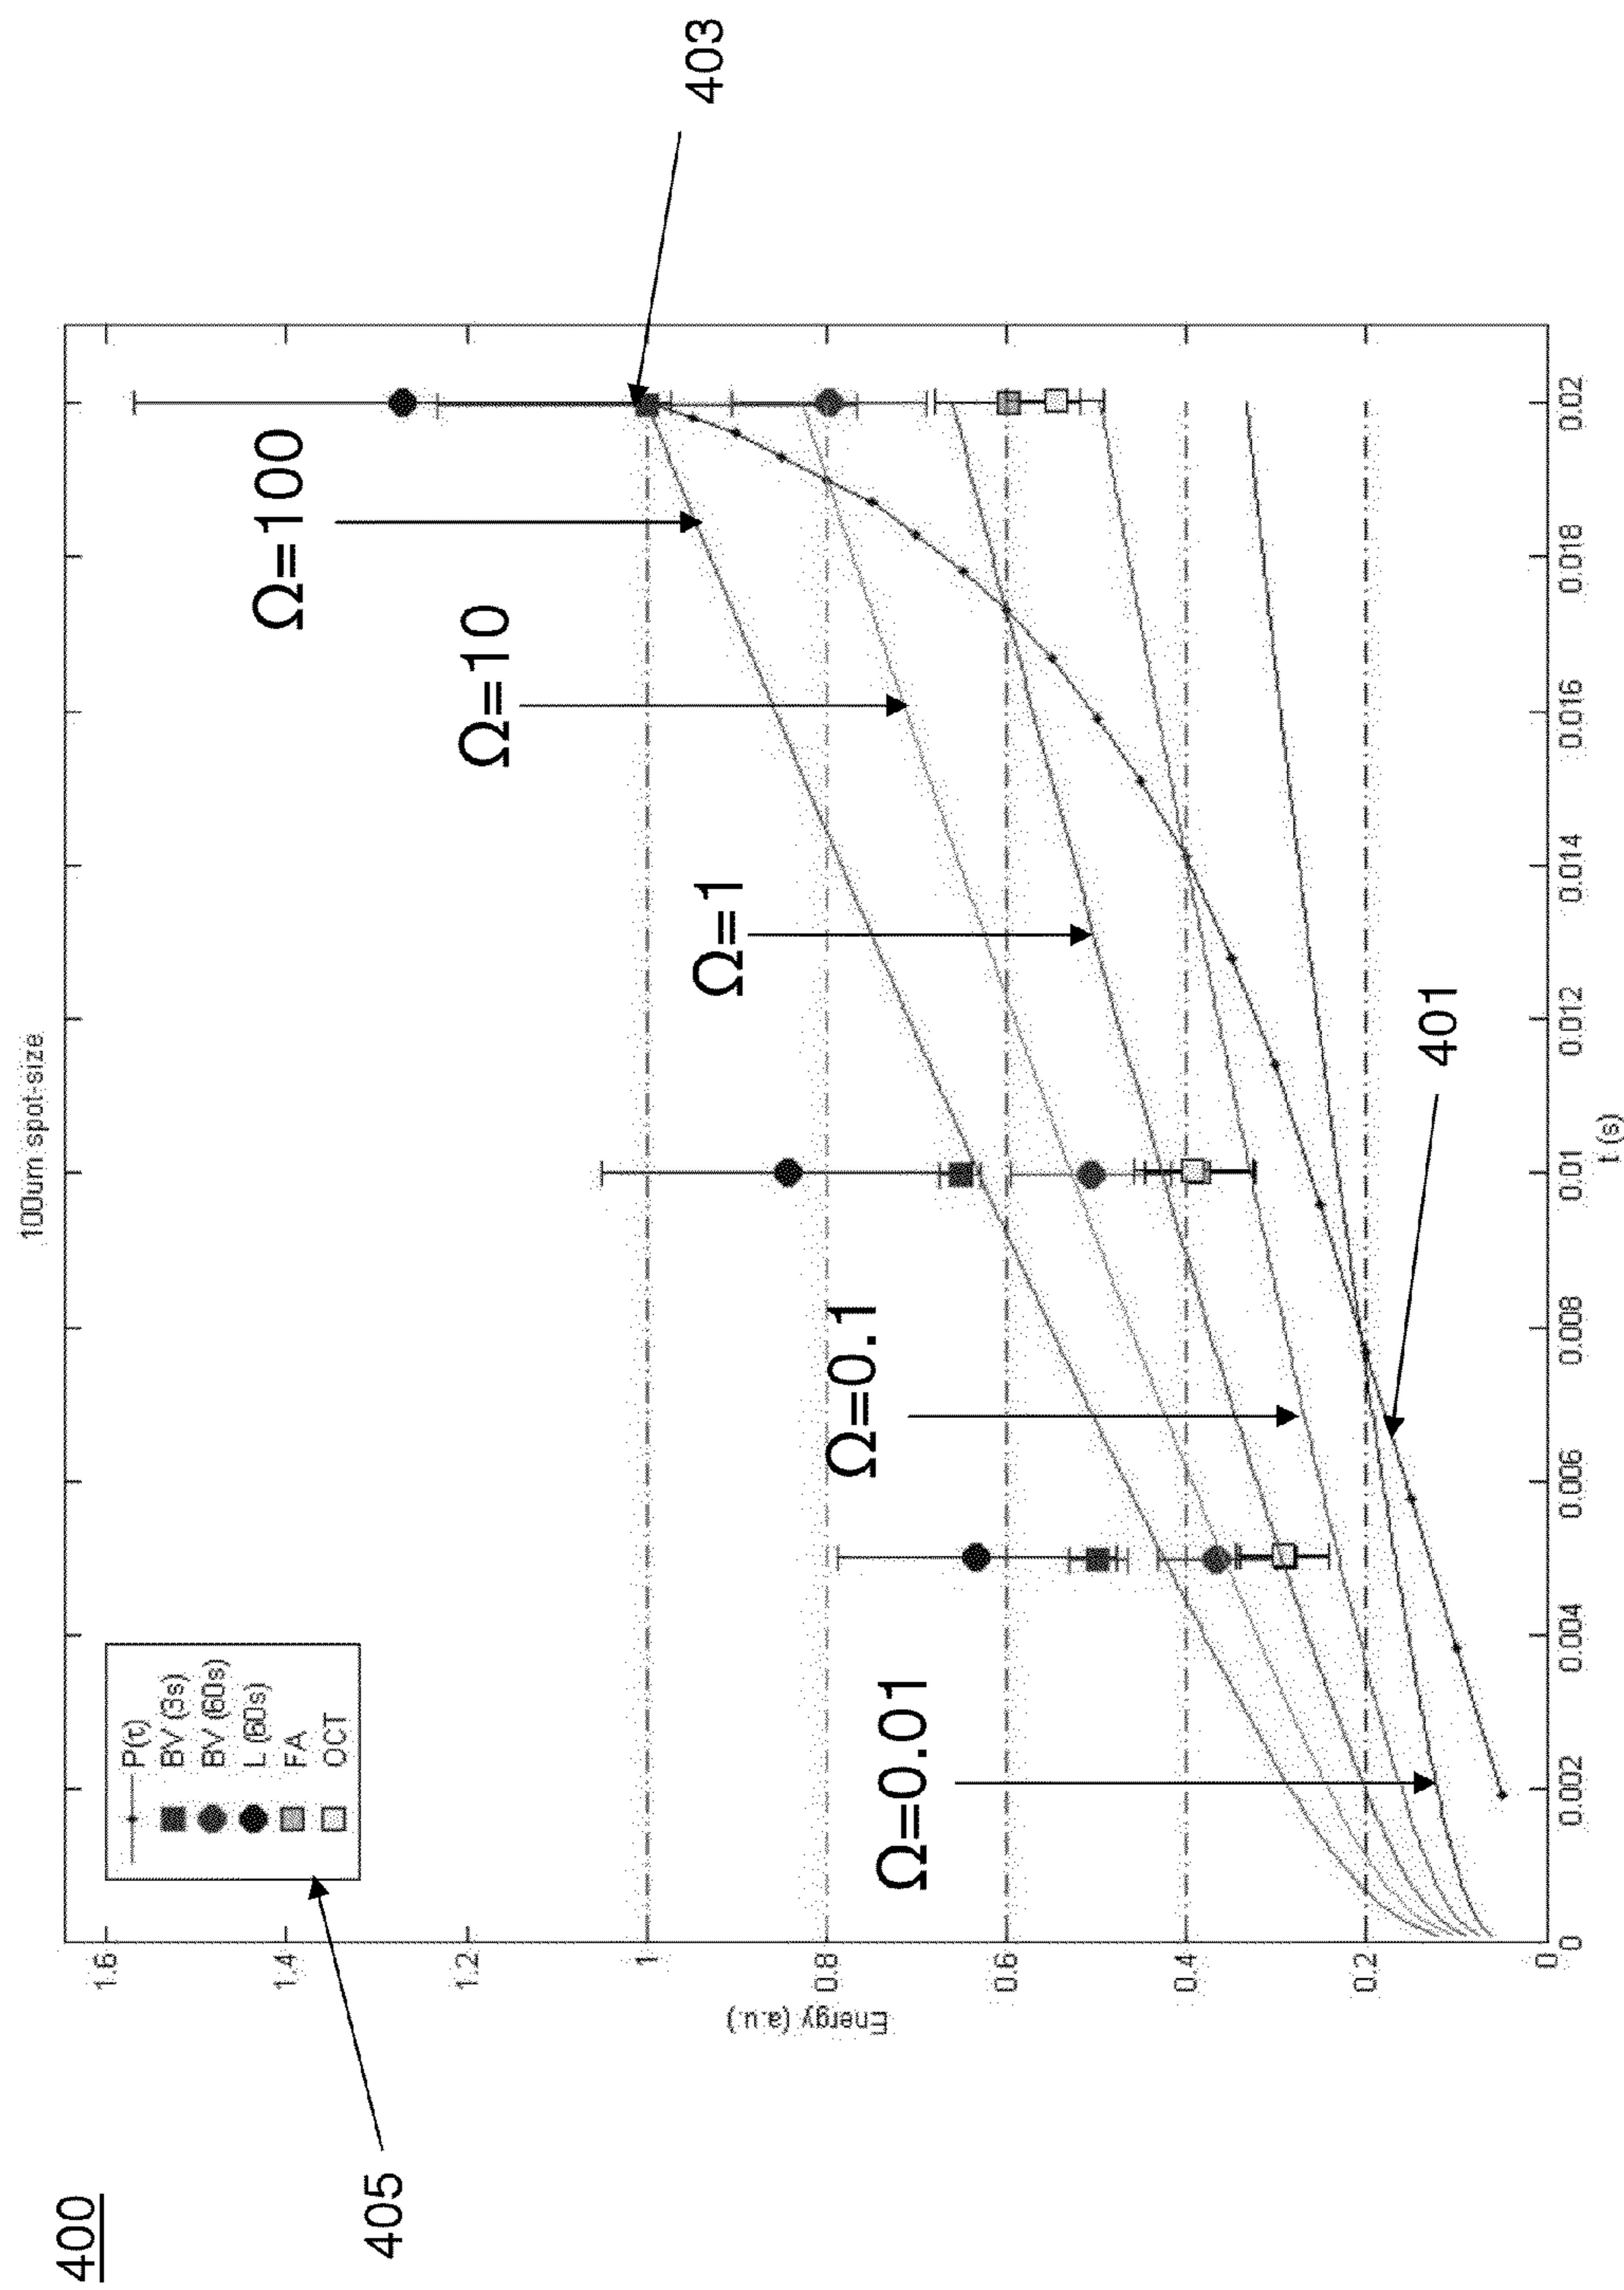 400
100um spot-size
405
P(τ)
BV (3s)
BV (60s)
L (60s)
FA
OCT
403
Ω=100
Ω=10
Ω=1
Ω=0.1
Ω=0.01
401
Energy (a.u.)
1.6
1.4
1.2
1
0.8
0.6
0.4
0.2
0
0 0.002 0.004 0.006 0.008 0.01 0.012 0.014 0.016 0.018 0.02
t (s)